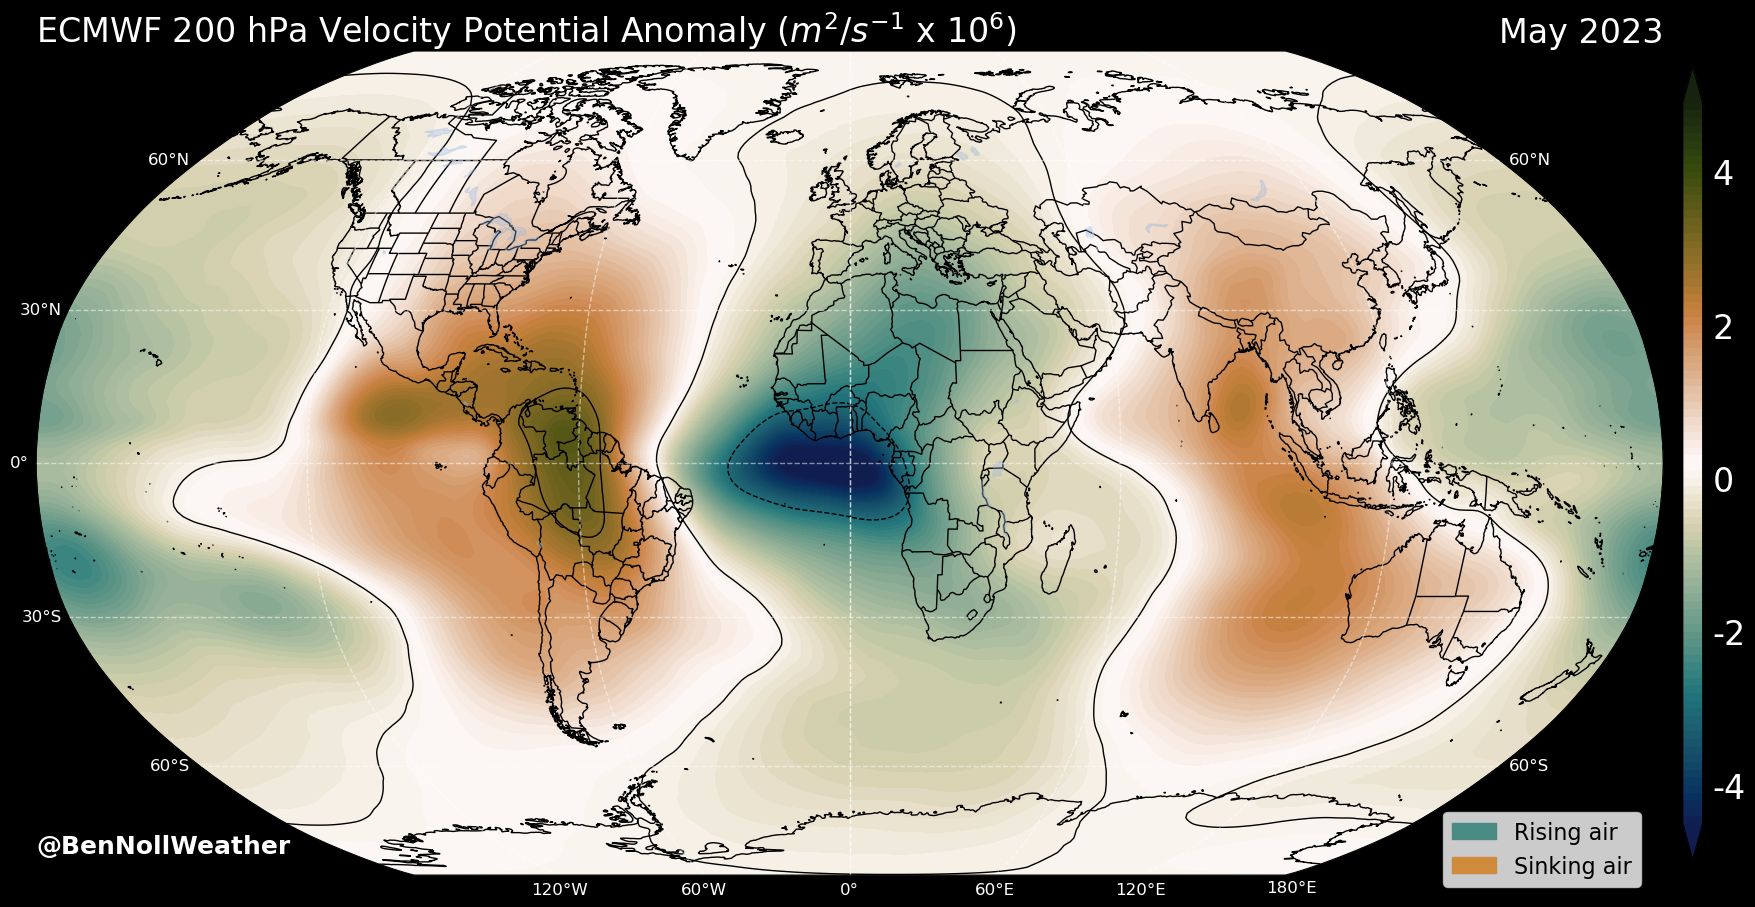 ECMWF 200 hPa Velocity Potential Anomaly (m²/s⁻¹ x 10⁶)
May 2023
60°N
60°N
4
30°N
2
0°
0
30°S
-2
60°S
60°S
-4
@BenNollWeather
Rising air
Sinking air
120°W 60°W 0° 60°E 120°E 180°E